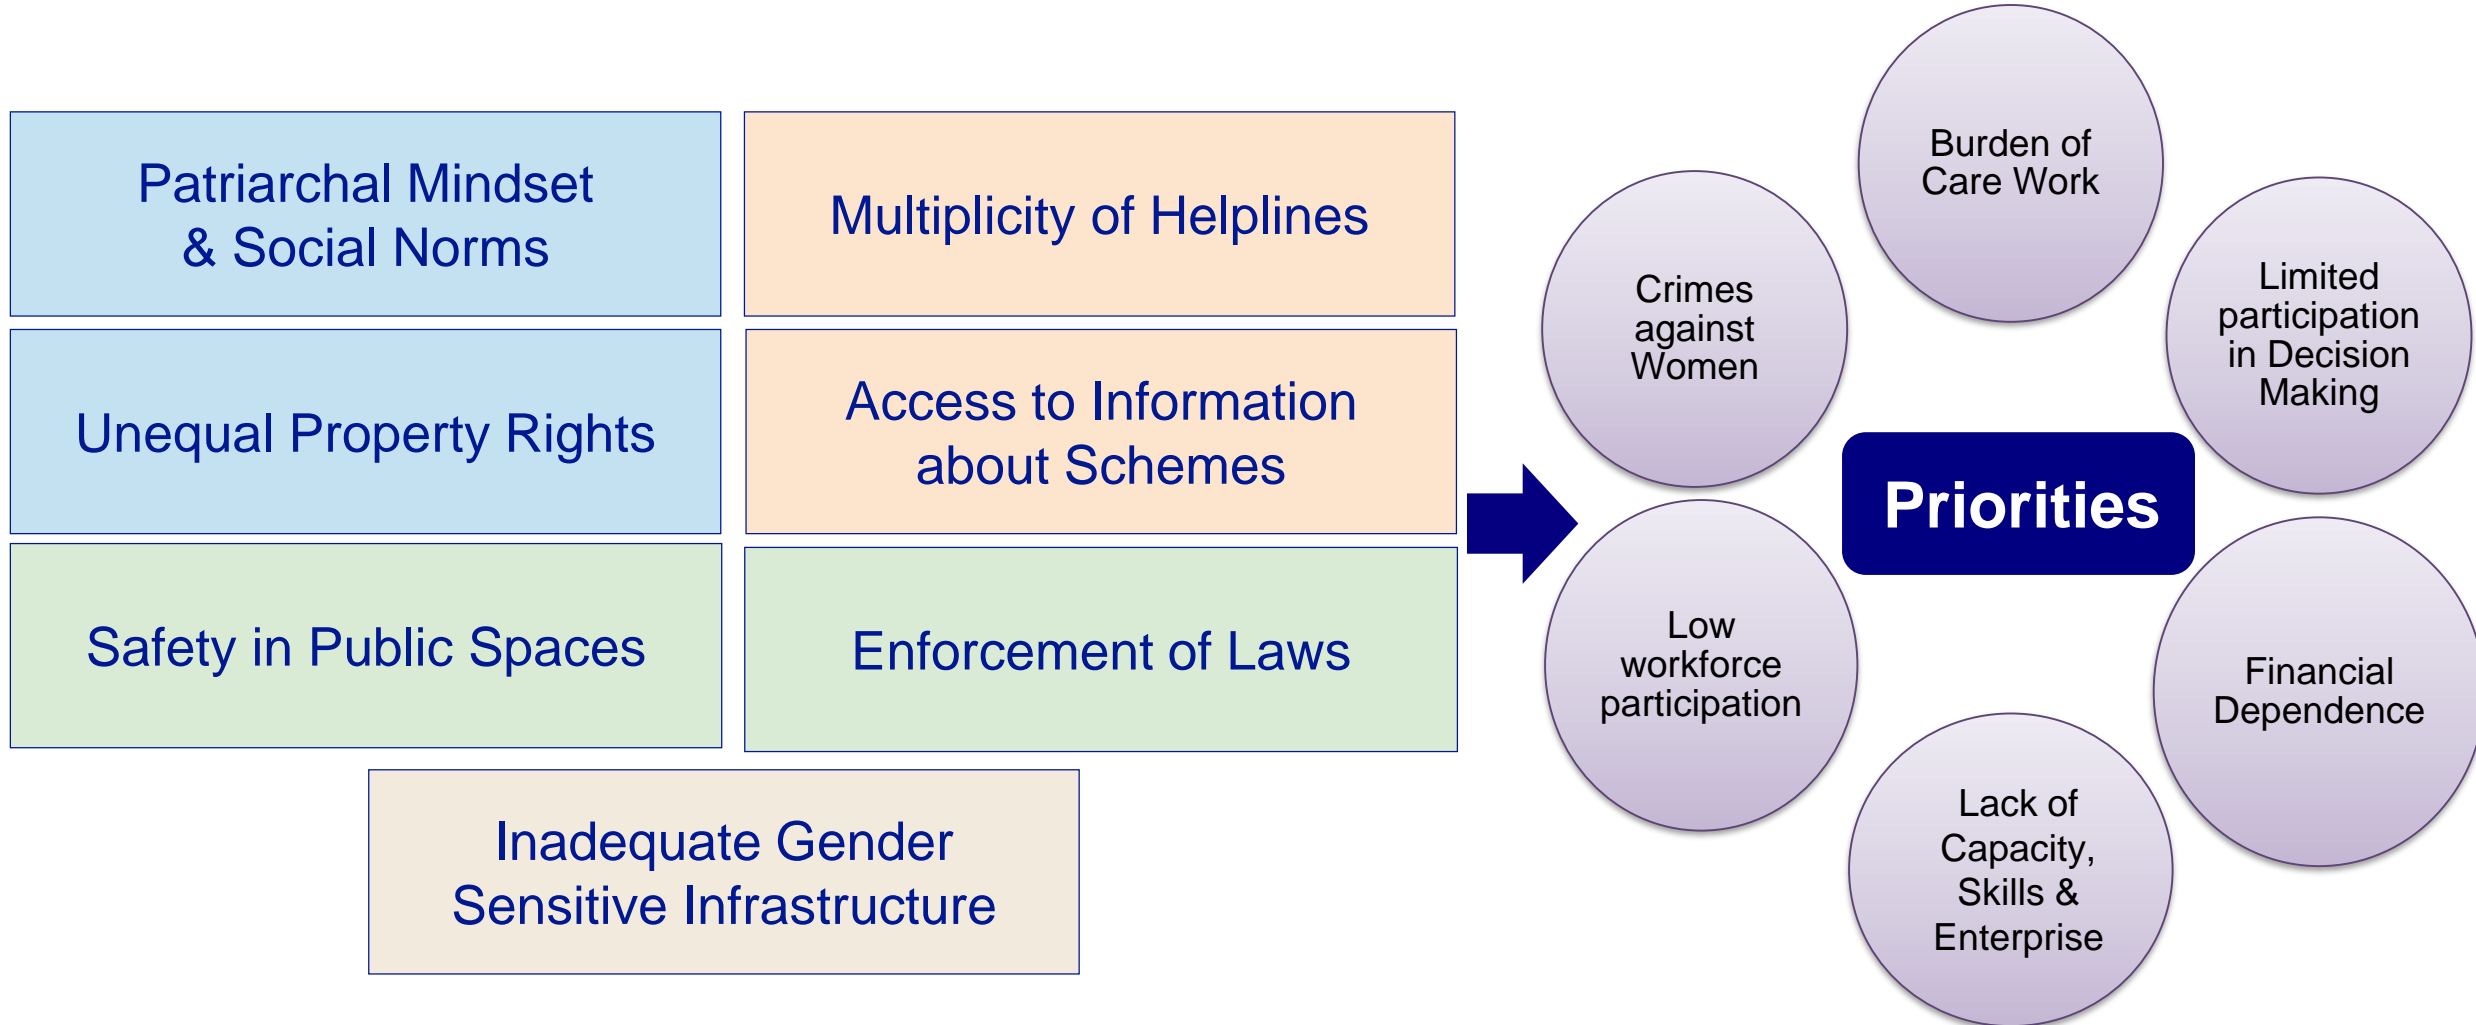 Patriarchal Mindset
& Social Norms
Multiplicity of Helplines
Unequal Property Rights
Access to Information
about Schemes
Safety in Public Spaces
Enforcement of Laws
Inadequate Gender
Sensitive Infrastructure
Burden of
Care Work
Crimes
against
Women
Limited
participation
in Decision
Making
Priorities
Low
workforce
participation
Financial
Dependence
Lack of
Capacity,
Skills &
Enterprise